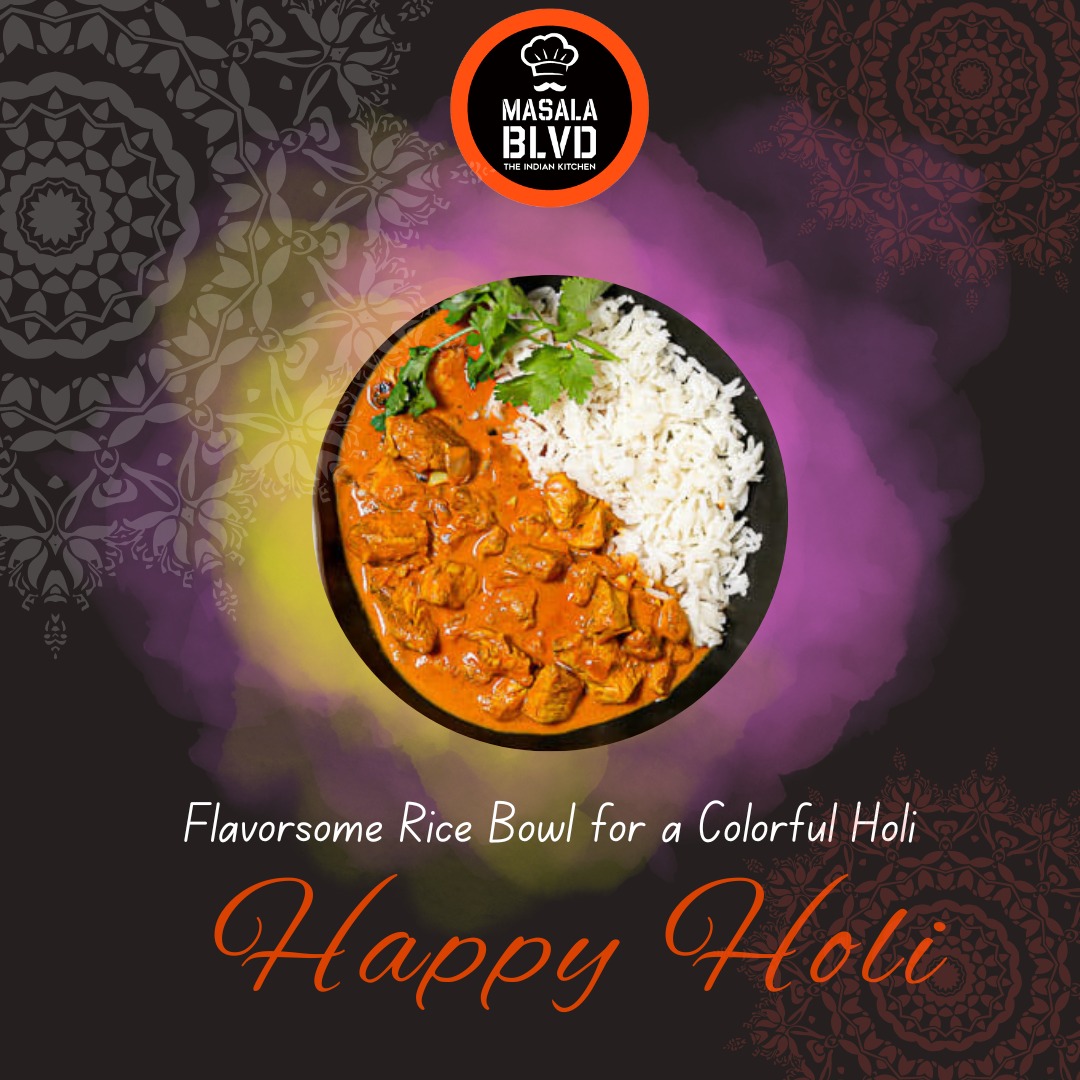 MASALA
BLVD
THE INDIAN KITCHEN
Flavorsome Rice Bowl for a Colorful Holi
Happy Holi